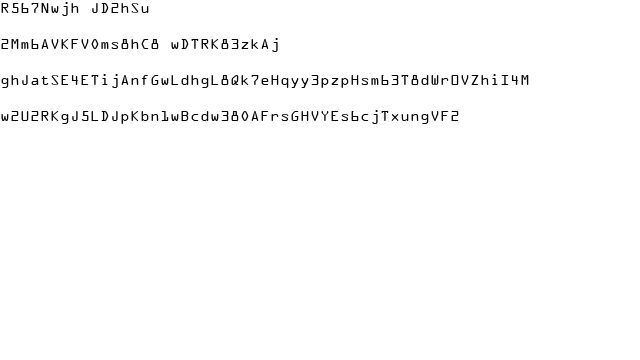 R567Nwjh JD2hSu
2Mm6AVKFV0ms8hC8 wDTRK83zkAj
ghJatSE4ETijAnfGwLdhgL8Qk7eHqyy3pzpHsm63T8dWrOVZhiI4M
w2U2RKgJ5LDJpKbn1wBcdw380AFrsGHVYEs6cjTxungVF2